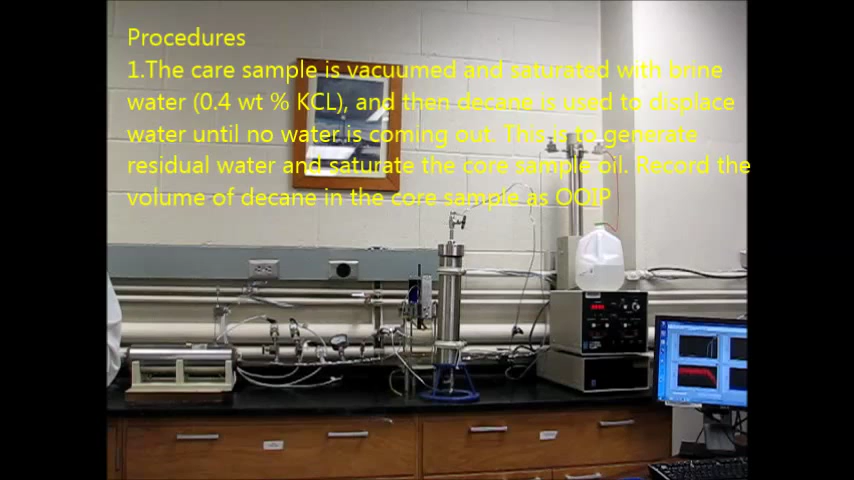 Procedures
1.The care sample is vacuumed and saturated with brine
water (0.4 wt % KCL), and then decane is used to displace
water until no water is coming out. This is to generate
residual water and saturate the core sample oil. Record the
volume of decane in the core sample as OOIP